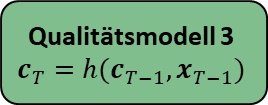 Qualitätsmodell 3
𝒄_T = h(𝒄_{T−1}, 𝒙_{T−1})